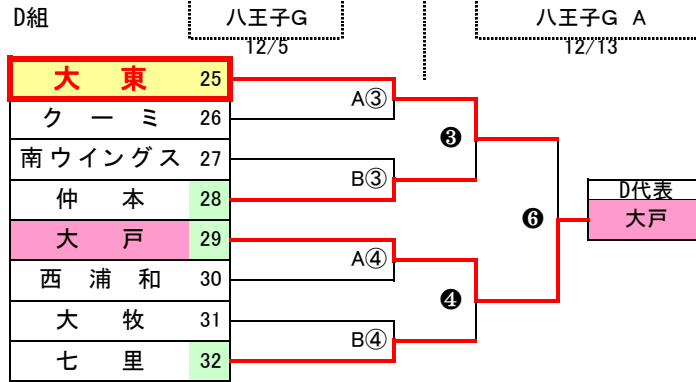 D組
八王子G
12/5
八王子G A
12/13
大東 25
クーミ 26
南ウイングス 27
仲本 28
大戸 29
西浦和 30
大牧 31
七里 32
A③
B③
A④
B④
❸
❹
❻
D代表
大戸